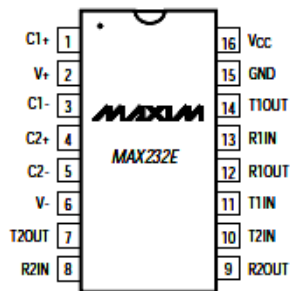 C1+ 1 16 VCC
V+ 2 15 GND
C1- 3 14 T1OUT
MAXIM
C2+ 4 13 R1IN
MAX232E
C2- 5 12 R1OUT
V- 6 11 T1IN
T2OUT 7 10 T2IN
R2IN 8 9 R2OUT